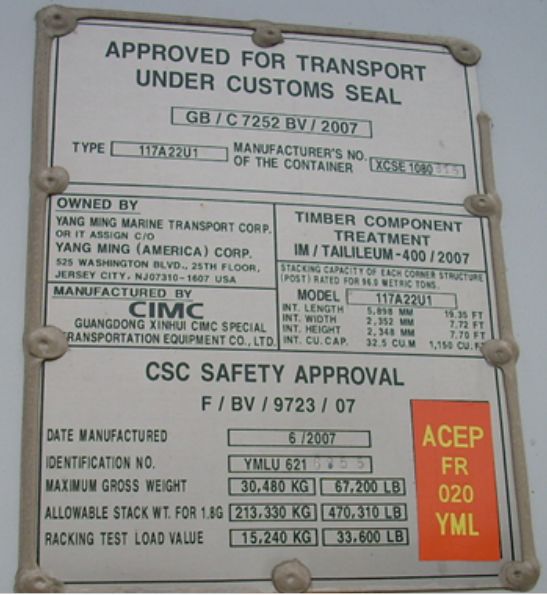 APPROVED FOR TRANSPORT
UNDER CUSTOMS SEAL
GB / C 7252 BV / 2007
TYPE 117A22U1 MANUFACTURER'S NO. OF THE CONTAINER XCSE 1080
OWNED BY
YANG MING MARINE TRANSPORT CORP.
OR IT ASSIGN C/O
YANG MING (AMERICA) CORP.
525 WASHINGTON BLVD., 25TH FLOOR,
JERSEY CITY, NJ07310-1607 USA
MANUFACTURED BY
CIMC
GUANGDONG XINHUI CIMC SPECIAL
TRANSPORTATION EQUIPMENT CO., LTD.
TIMBER COMPONENT
TREATMENT
IM / TAILILEUM-400 / 2007
STACKING CAPACITY OF EACH CORNER STRUCTURE
(POST) RATED FOR 96.0 METRIC TONS.
MODEL 117A22U1
INT. LENGTH 5,898 MM 19.35 FT
INT. WIDTH 2,352 MM 7.72 FT
INT. HEIGHT 2,348 MM 7.70 FT
INT. CU. CAP. 32.5 CU.M 1,150 CU.FT
CSC SAFETY APPROVAL
F / BV / 9723 / 07
DATE MANUFACTURED 6 / 2007
IDENTIFICATION NO. YMLU 621
MAXIMUM GROSS WEIGHT 30,480 KG 67,200 LB
ALLOWABLE STACK WT. FOR 1.8G 213,330 KG 470,310 LB
RACKING TEST LOAD VALUE 15,240 KG 33,600 LB
ACEP
FR
020
YML